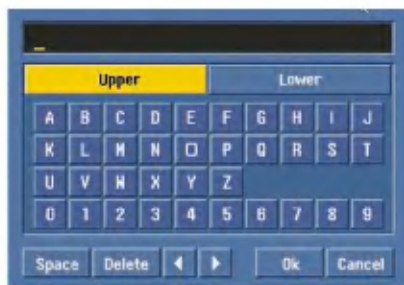 _
Upper Lower
A B C D E F G H I J
K L M N O P Q R S T
U V W X Y Z
0 1 2 3 4 5 6 7 8 9
Space Delete ◀ ▶ Ok Cancel